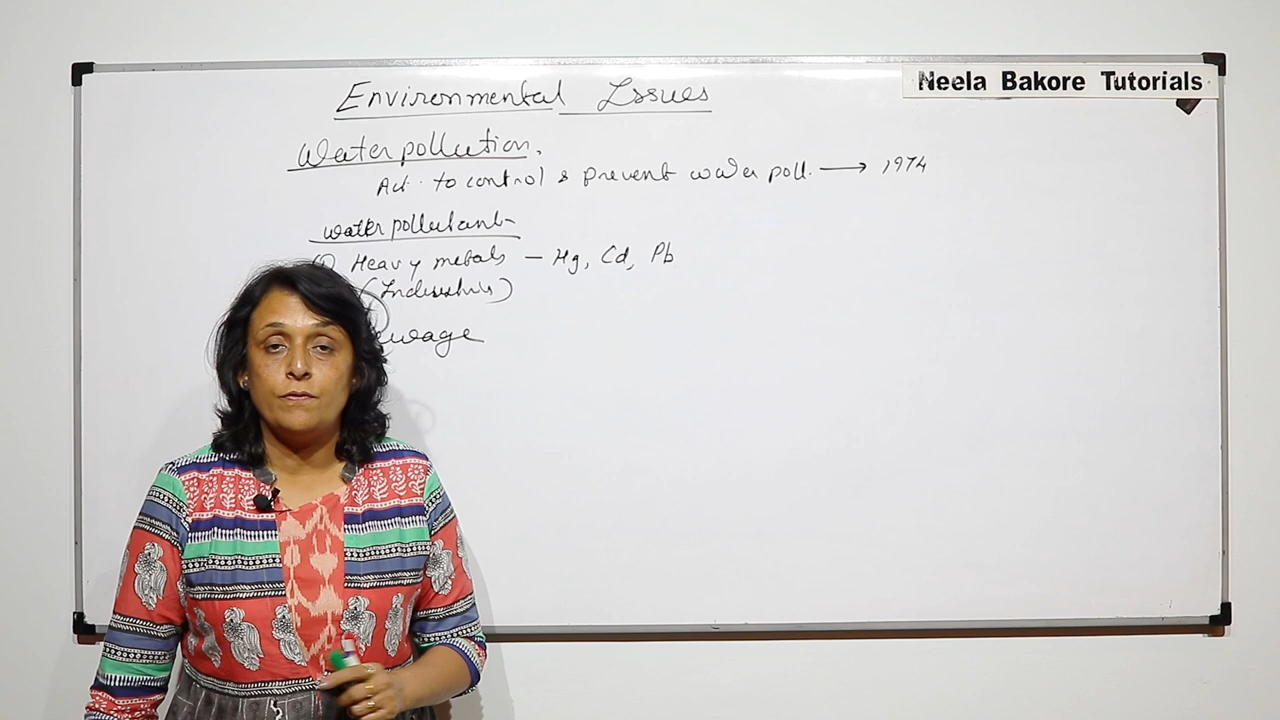 Neela Bakore Tutorials
Environmental Issues
Water pollution.
Act. to control & prevent water poll. → 1974
water pollutant
① Heavy metals – Hg, Cd, Pb
(Industries)